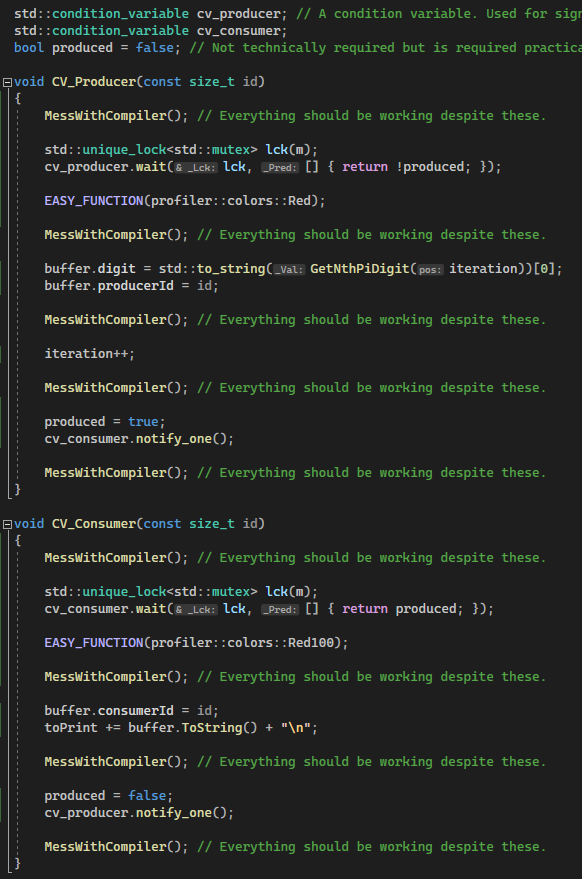 std::condition_variable cv_producer; // A condition variable. Used for sign
std::condition_variable cv_consumer;
bool produced = false; // Not technically required but is required practica
void CV_Producer(const size_t id)
{
MessWithCompiler(); // Everything should be working despite these.
std::unique_lock<std::mutex> lck(m);
cv_producer.wait(& _Lck: lck, _Pred: [] { return !produced; });
EASY_FUNCTION(profiler::colors::Red);
MessWithCompiler(); // Everything should be working despite these.
buffer.digit = std::to_string(_Val: GetNthPiDigit(pos: iteration))[0];
buffer.producerId = id;
MessWithCompiler(); // Everything should be working despite these.
iteration++;
MessWithCompiler(); // Everything should be working despite these.
produced = true;
cv_consumer.notify_one();
MessWithCompiler(); // Everything should be working despite these.
}
void CV_Consumer(const size_t id)
{
MessWithCompiler(); // Everything should be working despite these.
std::unique_lock<std::mutex> lck(m);
cv_consumer.wait(& _Lck: lck, _Pred: [] { return produced; });
EASY_FUNCTION(profiler::colors::Red100);
MessWithCompiler(); // Everything should be working despite these.
buffer.consumerId = id;
toPrint += buffer.ToString() + "\n";
MessWithCompiler(); // Everything should be working despite these.
produced = false;
cv_producer.notify_one();
MessWithCompiler(); // Everything should be working despite these.
}